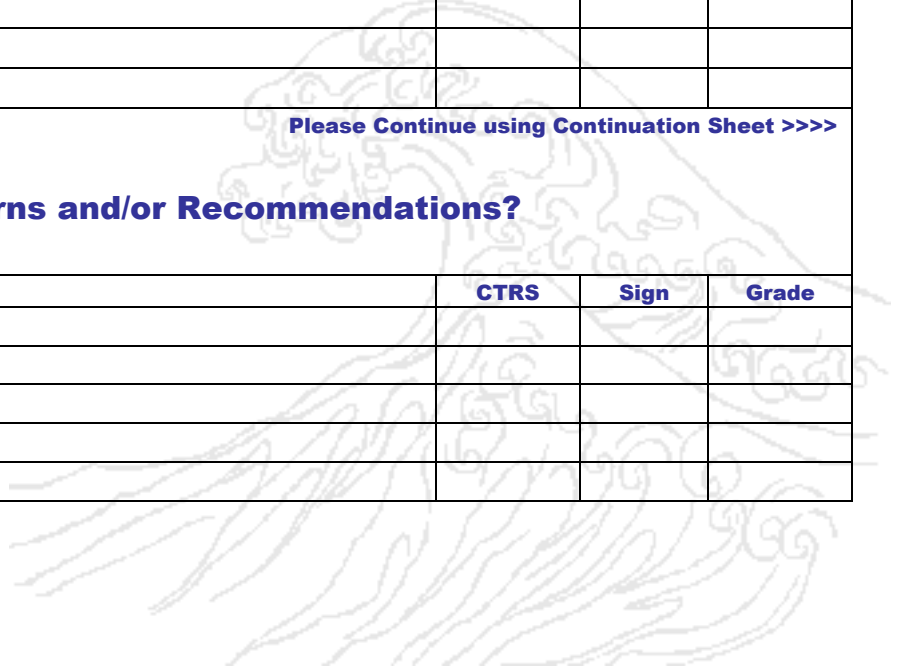 Please Continue using Continuation Sheet >>>>
rns and/or Recommendations?
CTRS Sign Grade